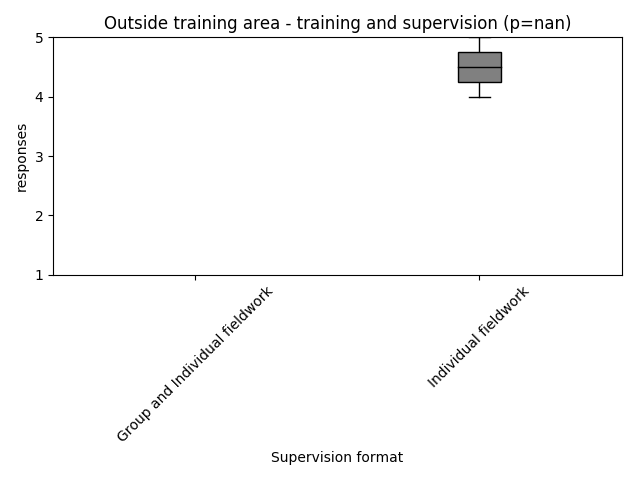 Outside training area - training and supervision (p=nan)
5
4
3
2
1
responses
Group and Individual fieldwork
Individual fieldwork
Supervision format